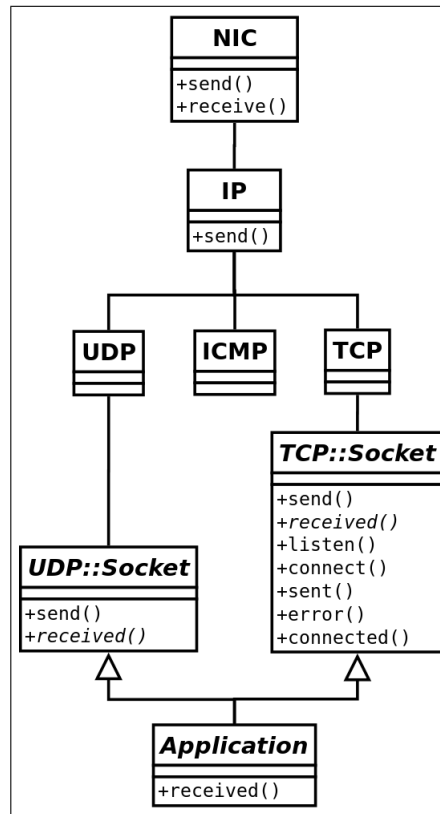 NIC
+send()
+receive()
IP
+send()
UDP
ICMP
TCP
TCP::Socket
+send()
+received()
+listen()
+connect()
+sent()
+error()
+connected()
UDP::Socket
+send()
+received()
Application
+received()